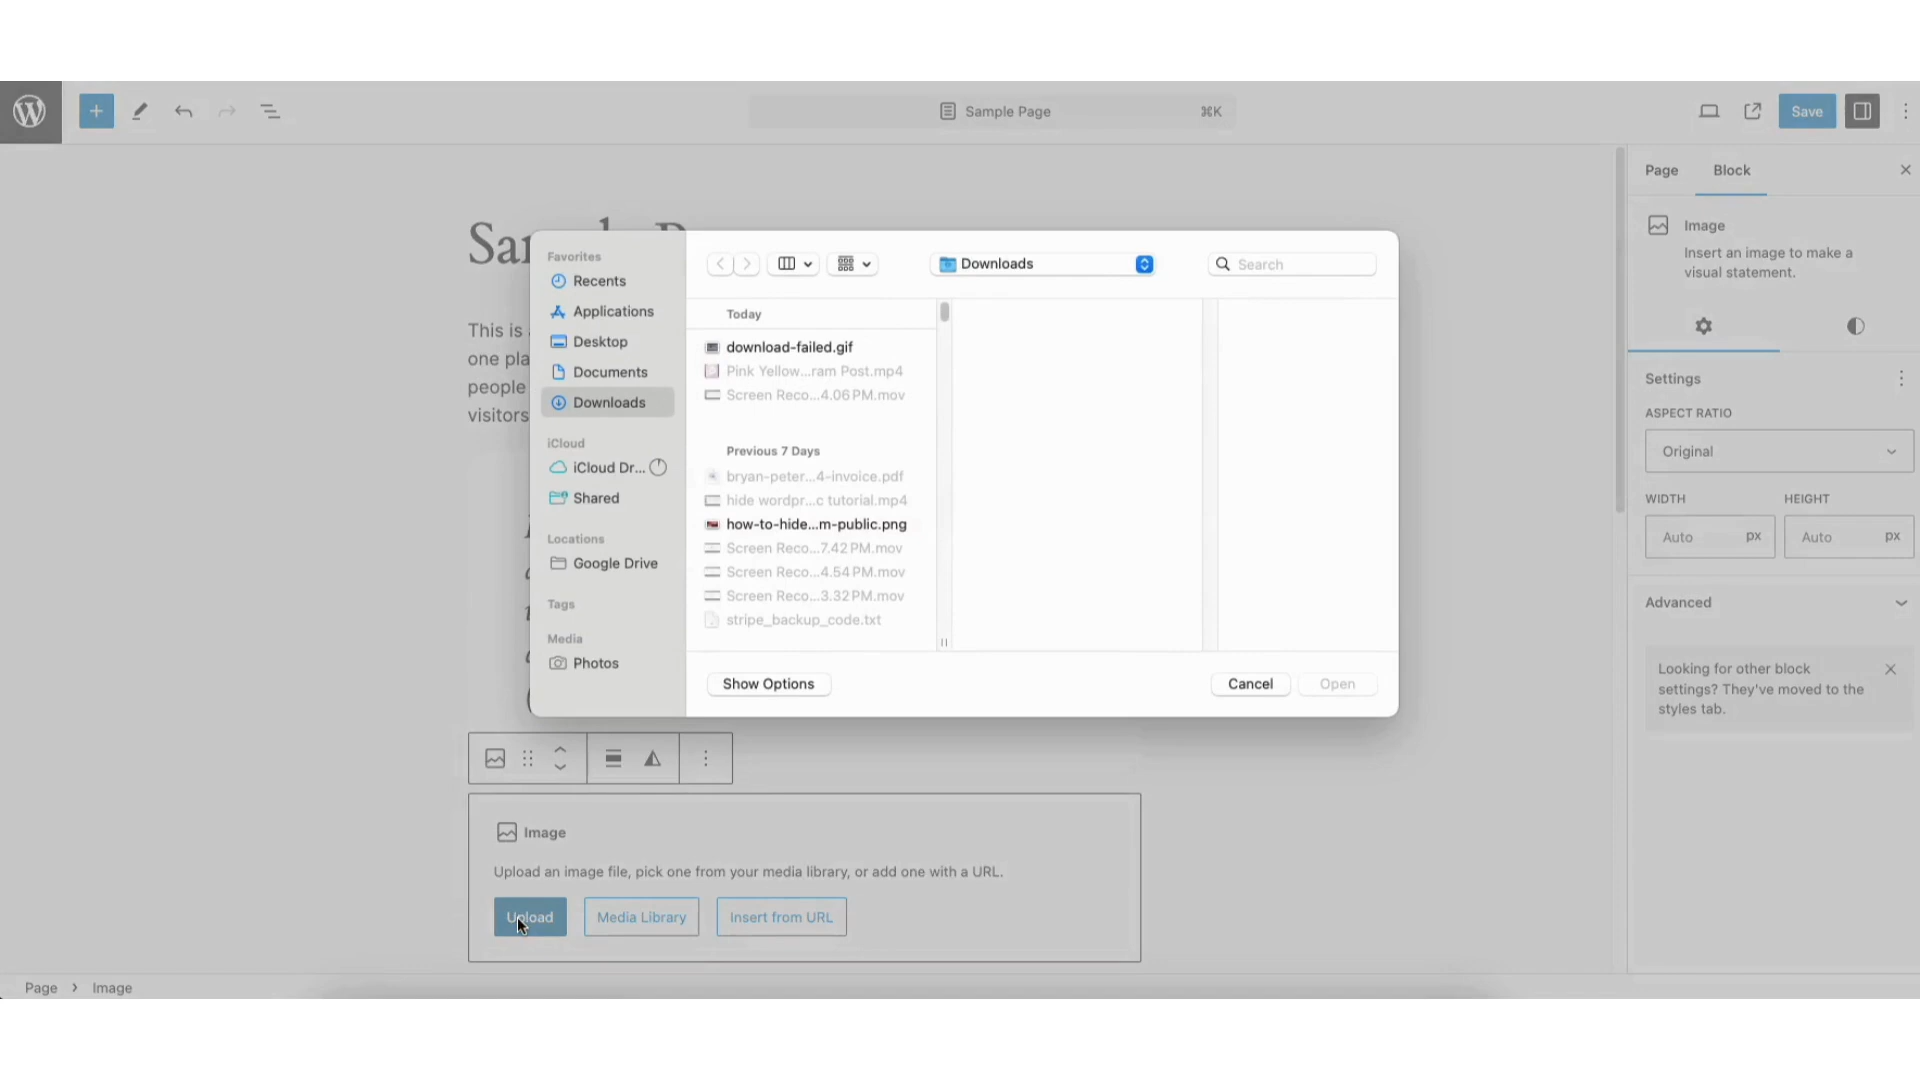 Sample Page
⌘K
Save
Page
Block
Image
Insert an image to make a
visual statement.
Settings
ASPECT RATIO
Original
WIDTH
HEIGHT
Auto
px
Auto
px
Advanced
Looking for other block
settings? They've moved to the
styles tab.
This is
one pla
people
visitors
Favorites
Recents
Applications
Desktop
Documents
Downloads
iCloud
iCloud Dr...
Shared
Locations
Google Drive
Tags
Media
Photos
Downloads
Search
Today
download-failed.gif
Pink Yellow...ram Post.mp4
Screen Reco...4.06 PM.mov
Previous 7 Days
bryan-peter...4-invoice.pdf
hide wordpr...c tutorial.mp4
how-to-hide...m-public.png
Screen Reco...7.42 PM.mov
Screen Reco...4.54 PM.mov
Screen Reco...3.32 PM.mov
stripe_backup_code.txt
Show Options
Cancel
Open
Image
Upload an image file, pick one from your media library, or add one with a URL.
Upload
Media Library
Insert from URL
Page
Image